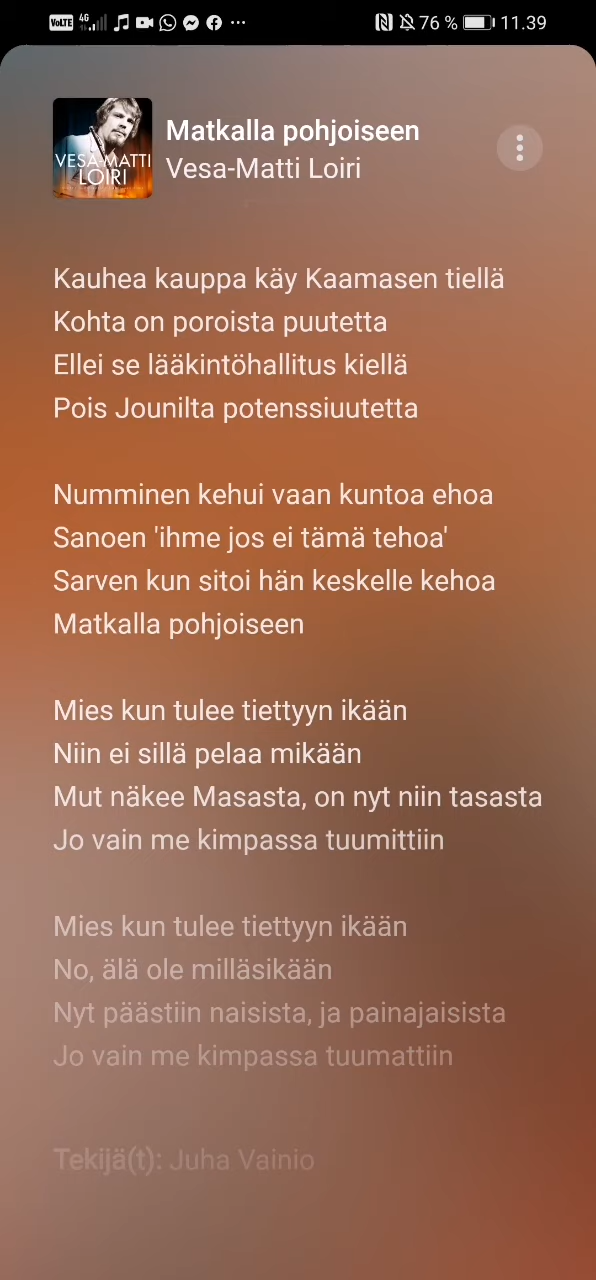 VoLTE 4G 76 % 11.39
VESA-MATTI
LOIRI
Matkalla pohjoiseen
Vesa-Matti Loiri
Kauhea kauppa käy Kaamasen tiellä
Kohta on poroista puutetta
Ellei se lääkintöhallitus kiellä
Pois Jounilta potenssiuutetta
Numminen kehui vaan kuntoa ehoa
Sanoen 'ihme jos ei tämä tehoa'
Sarven kun sitoi hän keskelle kehoa
Matkalla pohjoiseen
Mies kun tulee tiettyyn ikään
Niin ei sillä pelaa mikään
Mut näkee Masasta, on nyt niin tasasta
Jo vain me kimpassa tuumittiin
Mies kun tulee tiettyyn ikään
No, älä ole milläsikään
Nyt päästiin naisista, ja painajaisista
Jo vain me kimpassa tuumattiin
Tekijä(t): Juha Vainio